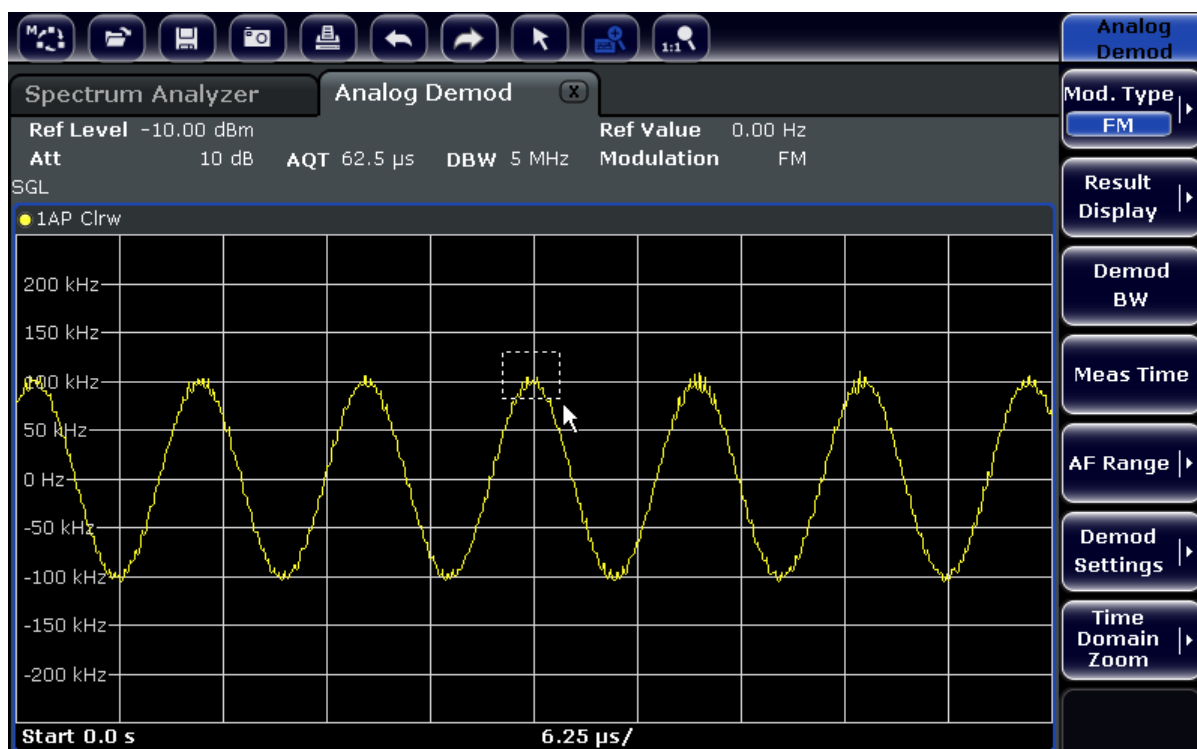 M
1:1
Analog
Demod
Spectrum Analyzer
Analog Demod X
Ref Level -10.00 dBm Ref Value 0.00 Hz
Att 10 dB AQT 62.5 µs DBW 5 MHz Modulation FM
SGL
1AP Clrw
200 kHz
150 kHz
100 kHz
50 kHz
0 Hz
-50 kHz
-100 kHz
-150 kHz
-200 kHz
Start 0.0 s 6.25 µs/
Mod. Type
FM
Result
Display
Demod
BW
Meas Time
AF Range
Demod
Settings
Time
Domain
Zoom